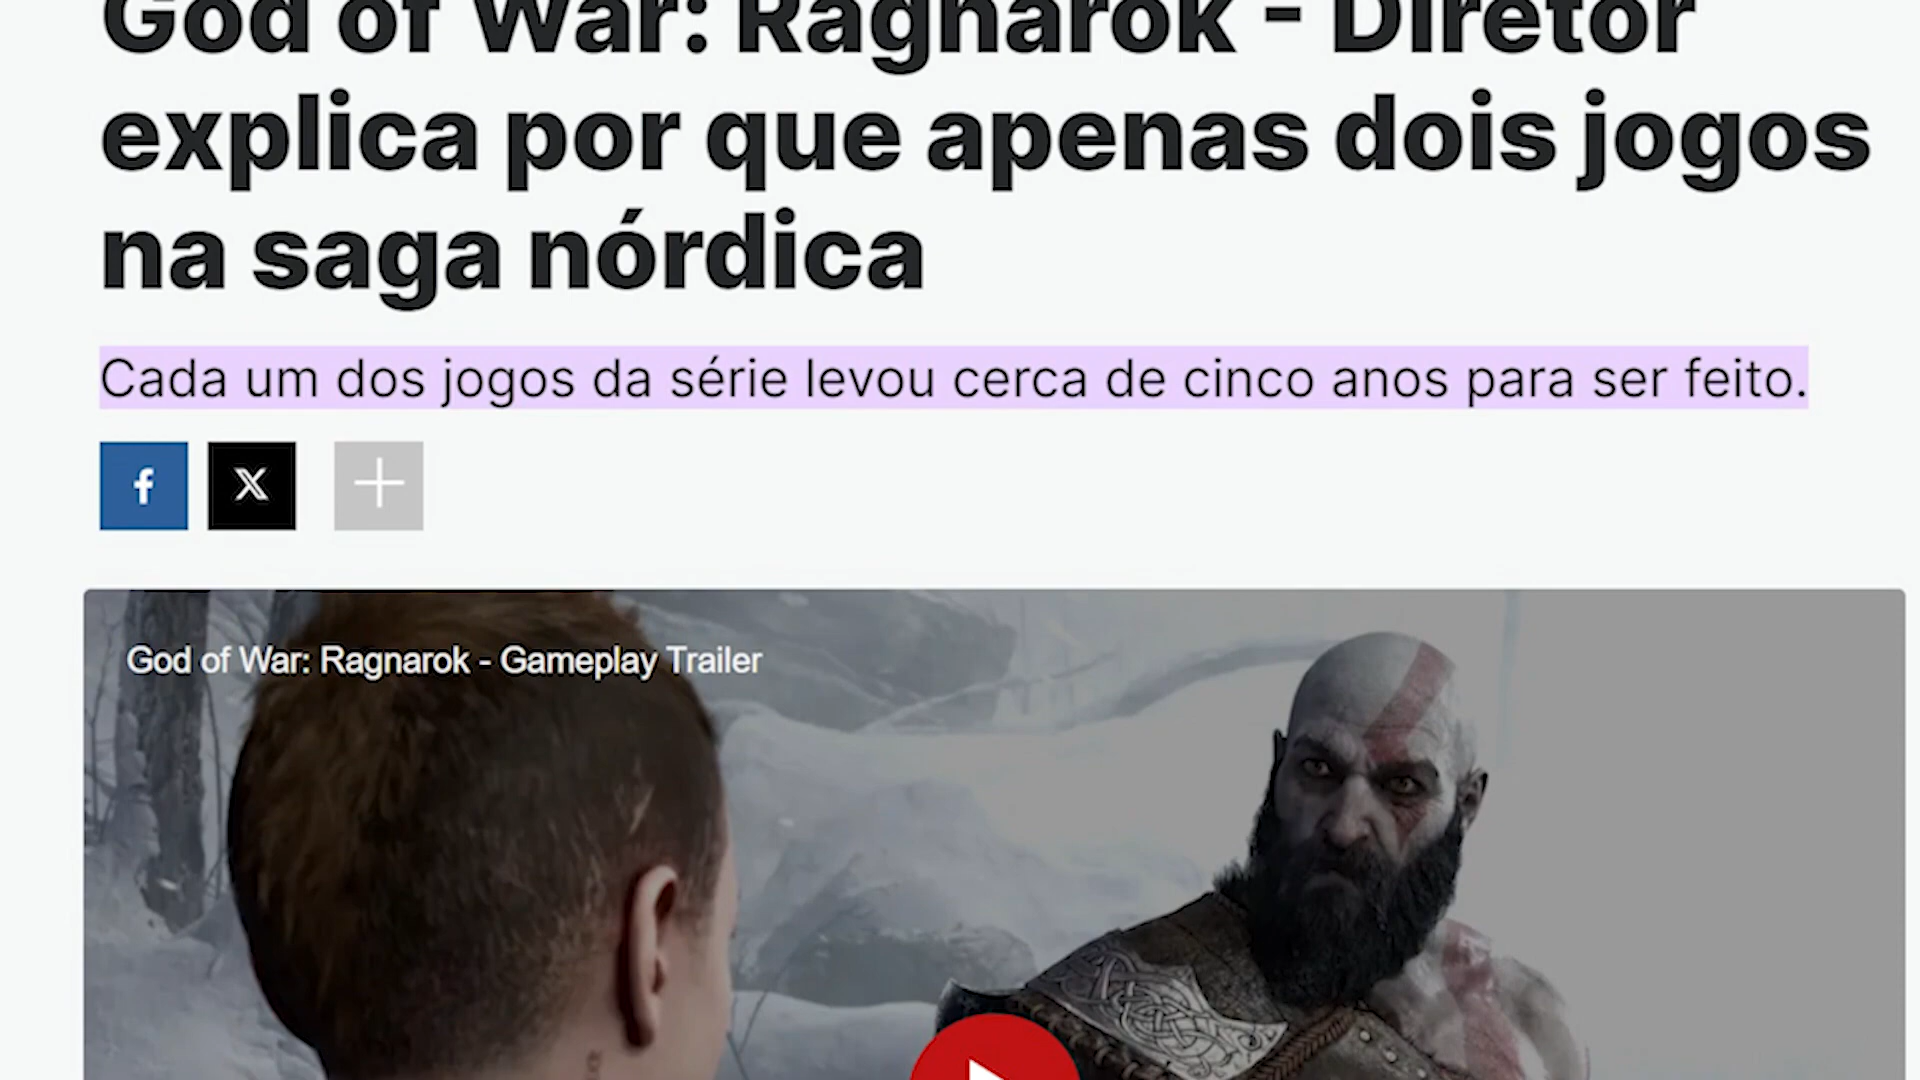 God of War: Ragnarok - Diretor
explica por que apenas dois jogos
na saga nórdica
Cada um dos jogos da série levou cerca de cinco anos para ser feito.
f X +
God of War: Ragnarok - Gameplay Trailer